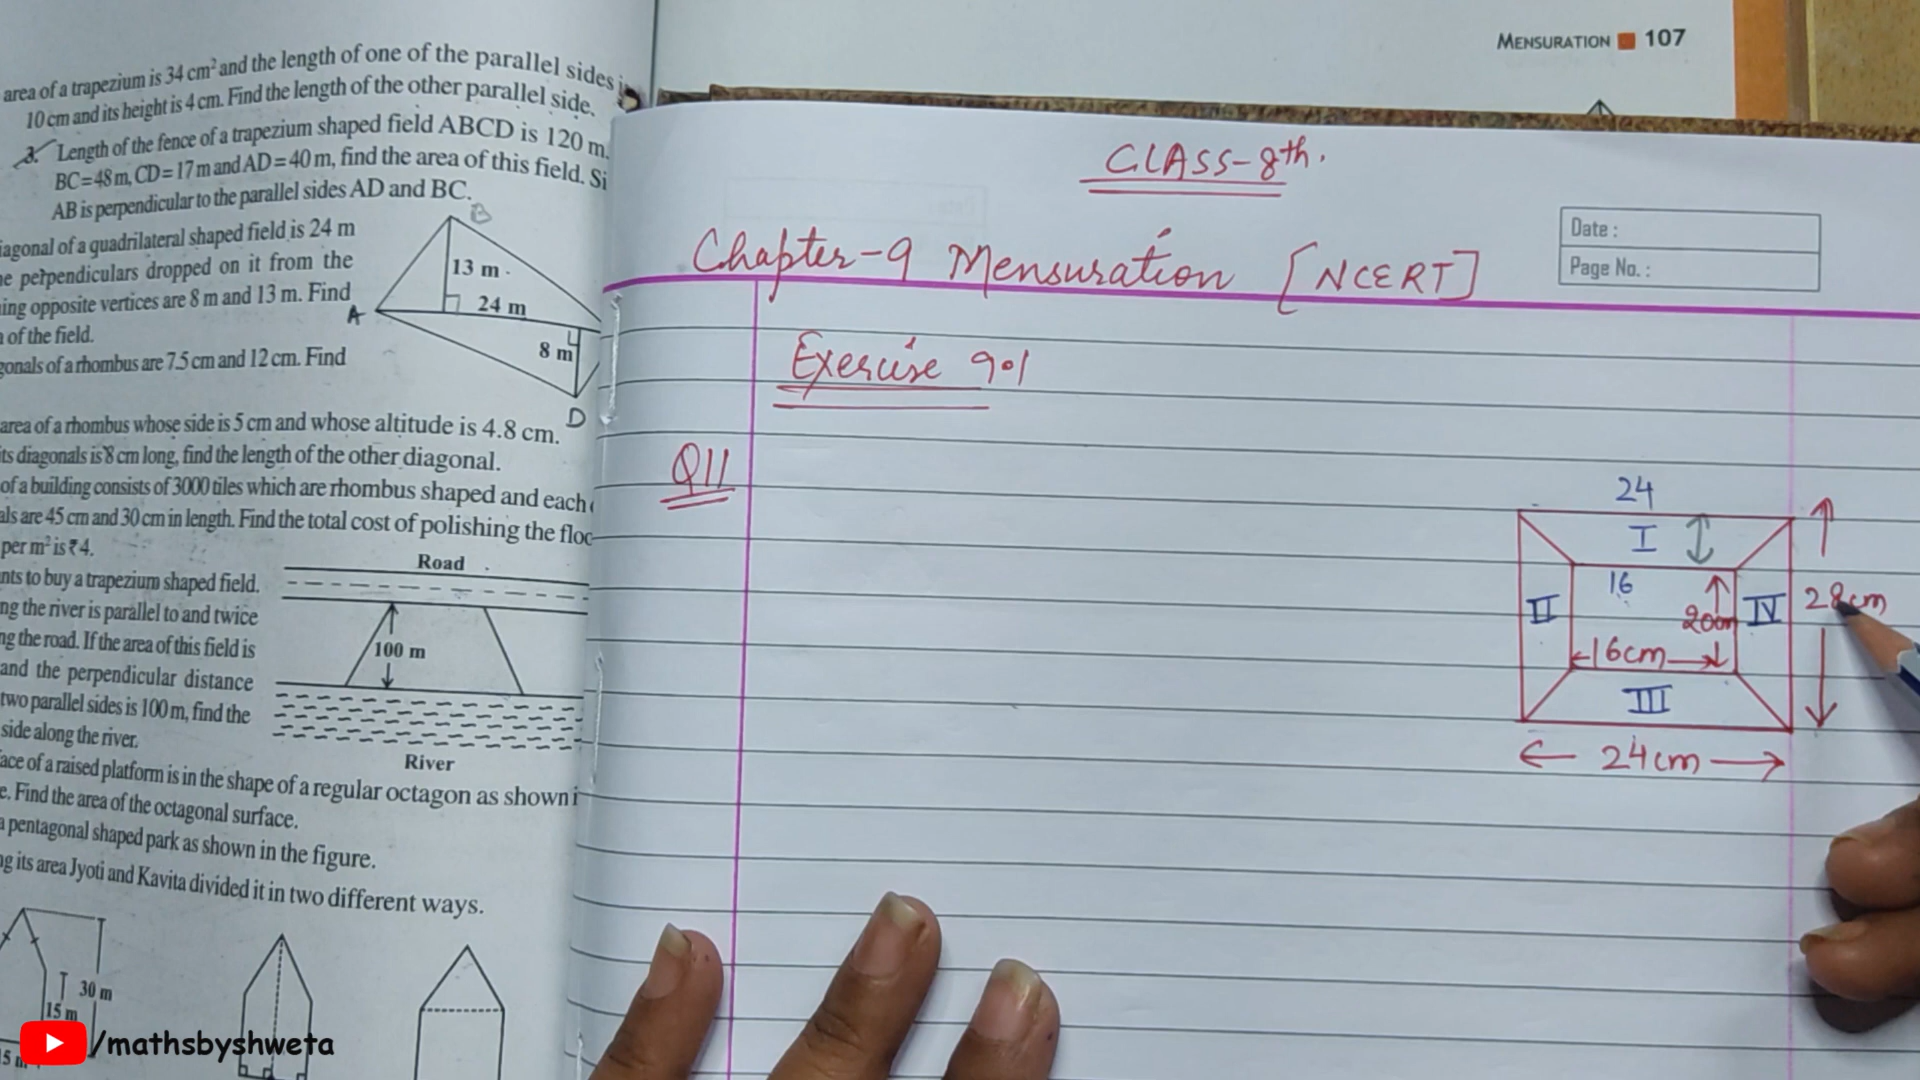 area of a trapezium is 34 cm² and the length of one of the parallel sides
10 cm and its height is 4 cm. Find the length of the other parallel side.
3. Length of the fence of a trapezium shaped field ABCD is 120 m.
BC = 48 m, CD = 17 m and AD = 40 m, find the area of this field. Si
AB is perpendicular to the parallel sides AD and BC.
iagonal of a quadrilateral shaped field is 24 m
e perpendiculars dropped on it from the
ing opposite vertices are 8 m and 13 m. Find
of the field.
gonals of a rhombus are 7.5 cm and 12 cm. Find
B
13 m
24 m
A
8 m
D
area of a rhombus whose side is 5 cm and whose altitude is 4.8 cm.
its diagonals is 8 cm long, find the length of the other diagonal.
of a building consists of 3000 tiles which are rhombus shaped and each
als are 45 cm and 30 cm in length. Find the total cost of polishing the floo
per m² is ₹ 4.
nts to buy a trapezium shaped field.
ng the river is parallel to and twice
ng the road. If the area of this field is
and the perpendicular distance
two parallel sides is 100 m, find the
side along the river.
Road
100 m
River
ace of a raised platform is in the shape of a regular octagon as shown i
e. Find the area of the octagonal surface.
a pentagonal shaped park as shown in the figure.
ng its area Jyoti and Kavita divided it in two different ways.
30 m
15 m
5 m
/mathsbyshweta
MENSURATION 107
CLASS-8th.
Date :
Page No. :
Chapter-9 Mensuration [NCERT]
Exercise 9.1
Q11
24
I
16
II
20cm
IV
28cm
16cm
III
24cm